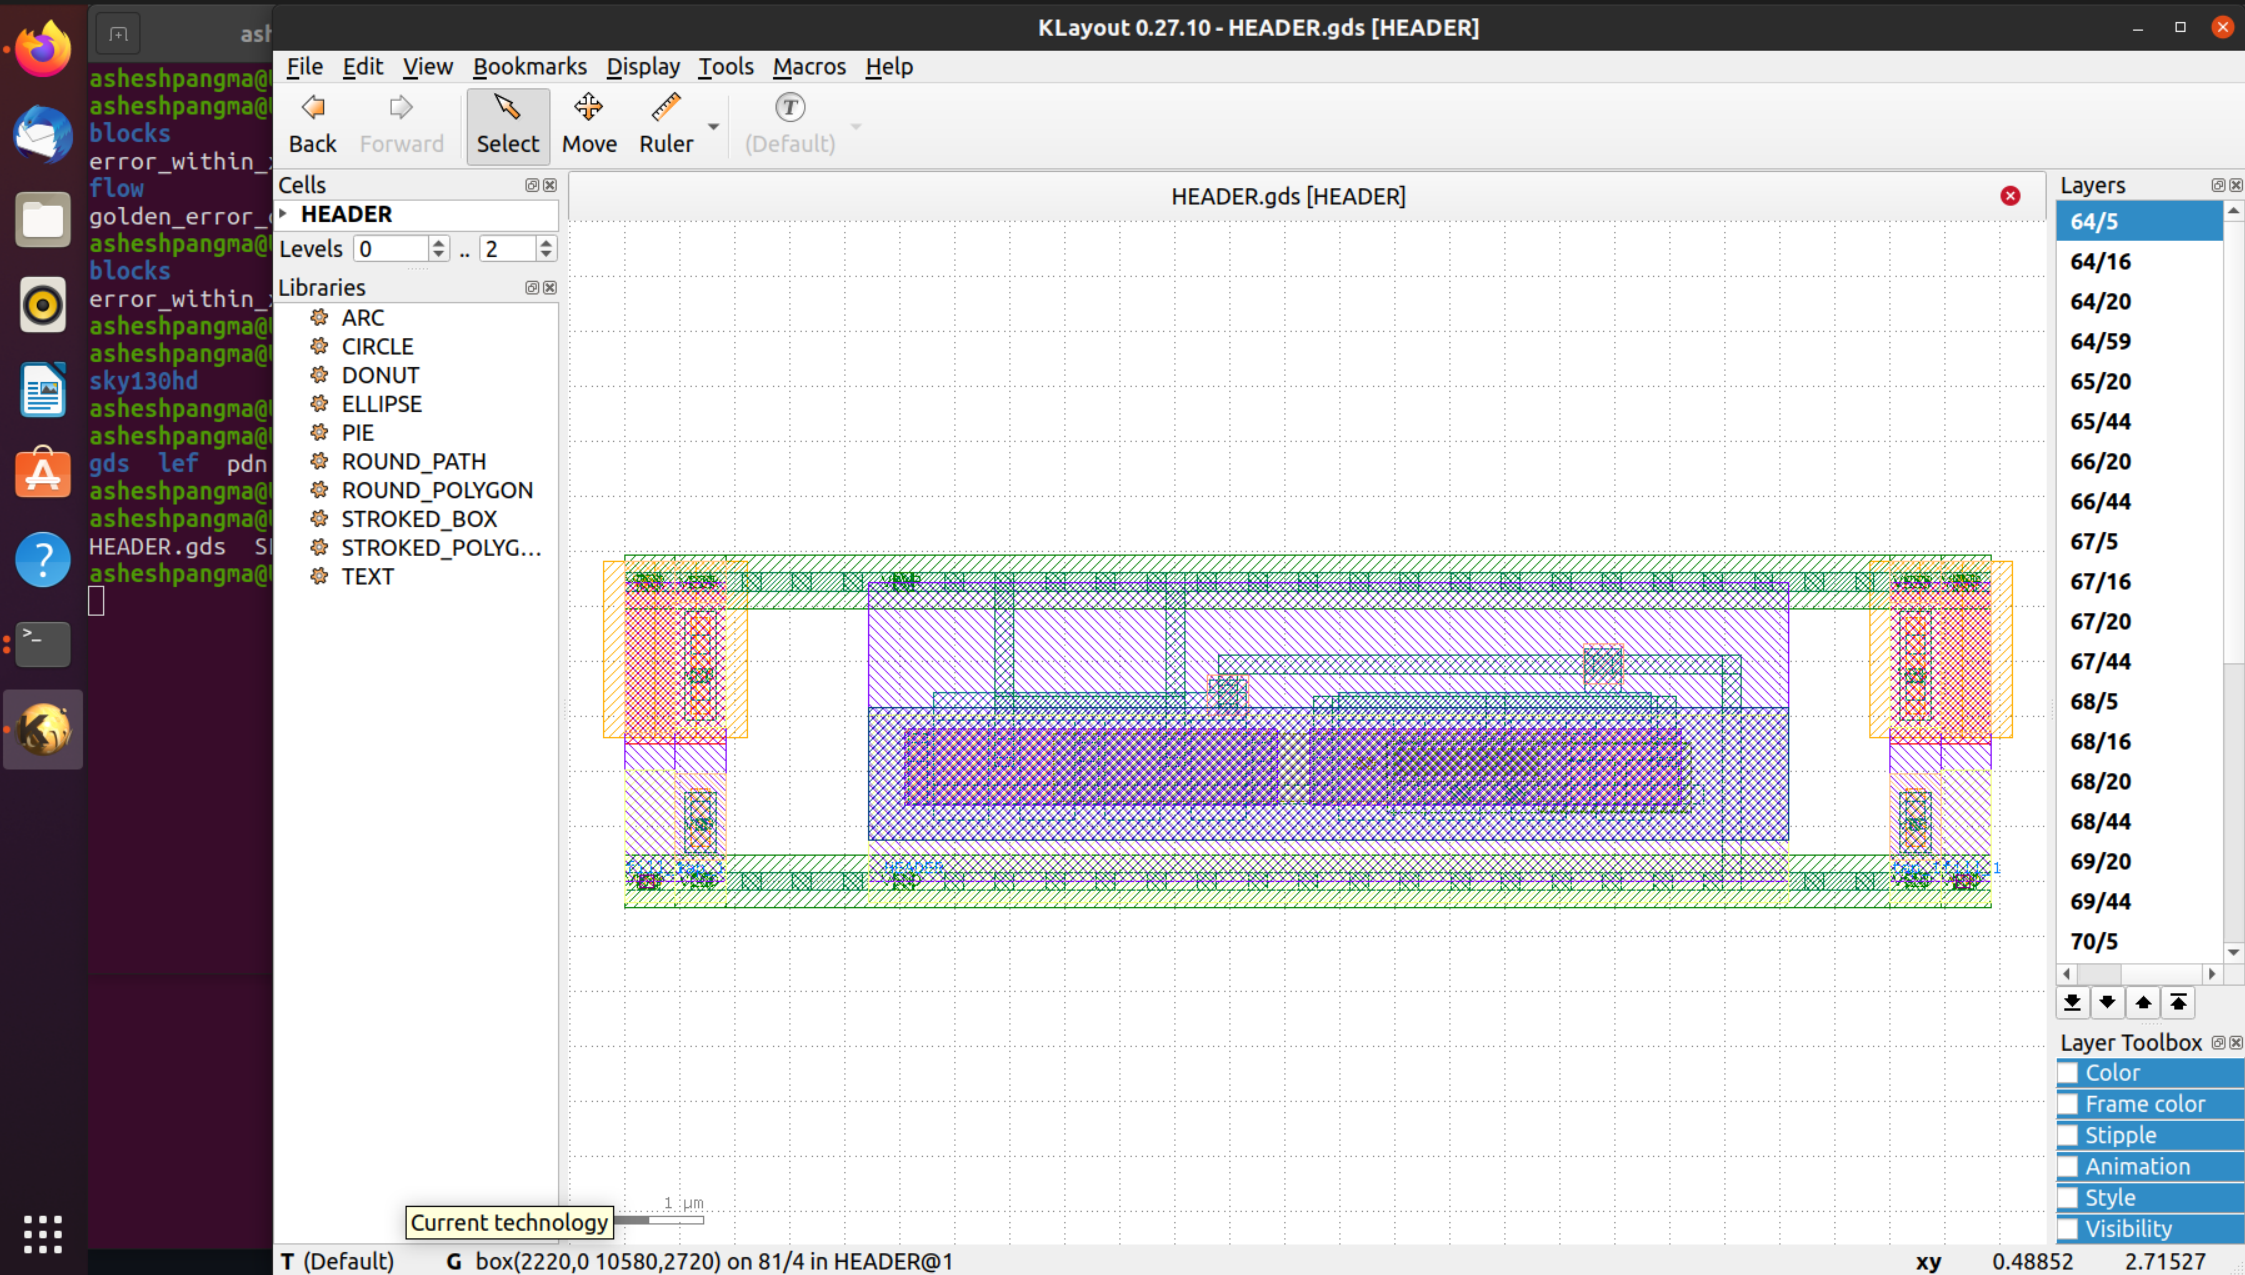 KLayout 0.27.10 - HEADER.gds [HEADER]
File Edit View Bookmarks Display Tools Macros Help
Back Forward Select Move Ruler (Default)
asheshpangma@
asheshpangma@
blocks
error_within_
flow
golden_error_
asheshpangma@
blocks
error_within_
asheshpangma@
asheshpangma@
sky130hd
asheshpangma@
asheshpangma@
gds lef pdn
asheshpangma@
asheshpangma@
HEADER.gds
asheshpangma@
Cells
HEADER
Levels 0 .. 2
Libraries
ARC
CIRCLE
DONUT
ELLIPSE
PIE
ROUND_PATH
ROUND_POLYGON
STROKED_BOX
STROKED_POLYG...
TEXT
HEADER.gds [HEADER]
HEADER
1 μm
Current technology
Layers
64/5
64/16
64/20
64/59
65/20
65/44
66/20
66/44
67/5
67/16
67/20
67/44
68/5
68/16
68/20
68/44
69/20
69/44
70/5
Layer Toolbox
Color
Frame color
Stipple
Animation
Style
Visibility
T (Default) G box(2220,0 10580,2720) on 81/4 in HEADER@1 xy 0.48852 2.71527